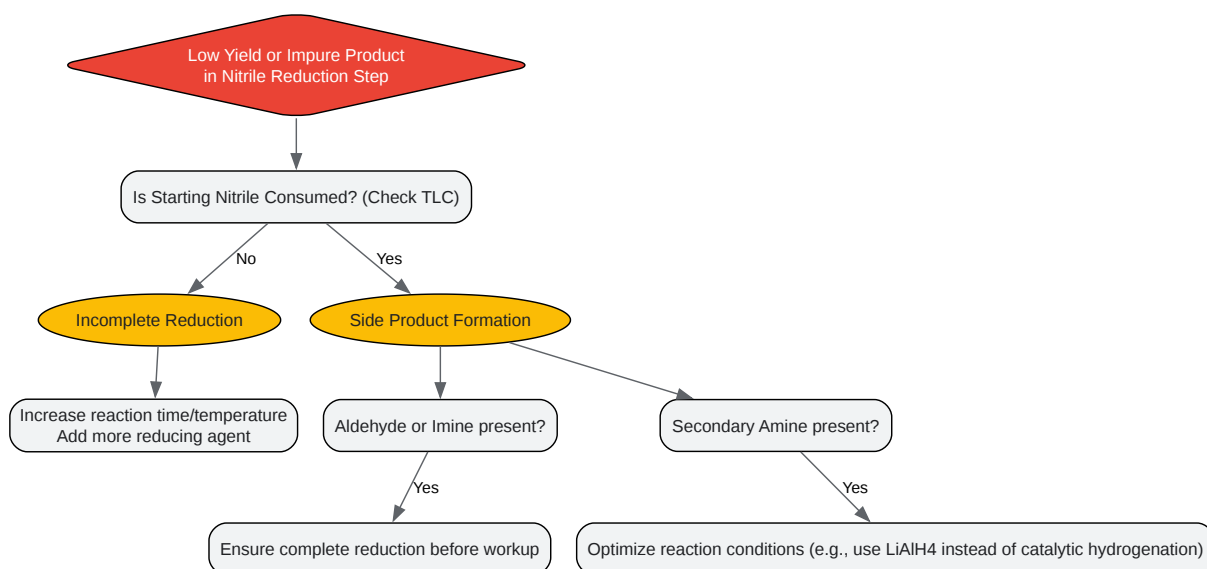 Low Yield or Impure Product
in Nitrile Reduction Step
Is Starting Nitrile Consumed? (Check TLC)
No
Yes
Incomplete Reduction
Side Product Formation
Increase reaction time/temperature
Add more reducing agent
Aldehyde or Imine present?
Secondary Amine present?
Yes
Yes
Ensure complete reduction before workup
Optimize reaction conditions (e.g., use LiAlH4 instead of catalytic hydrogenation)